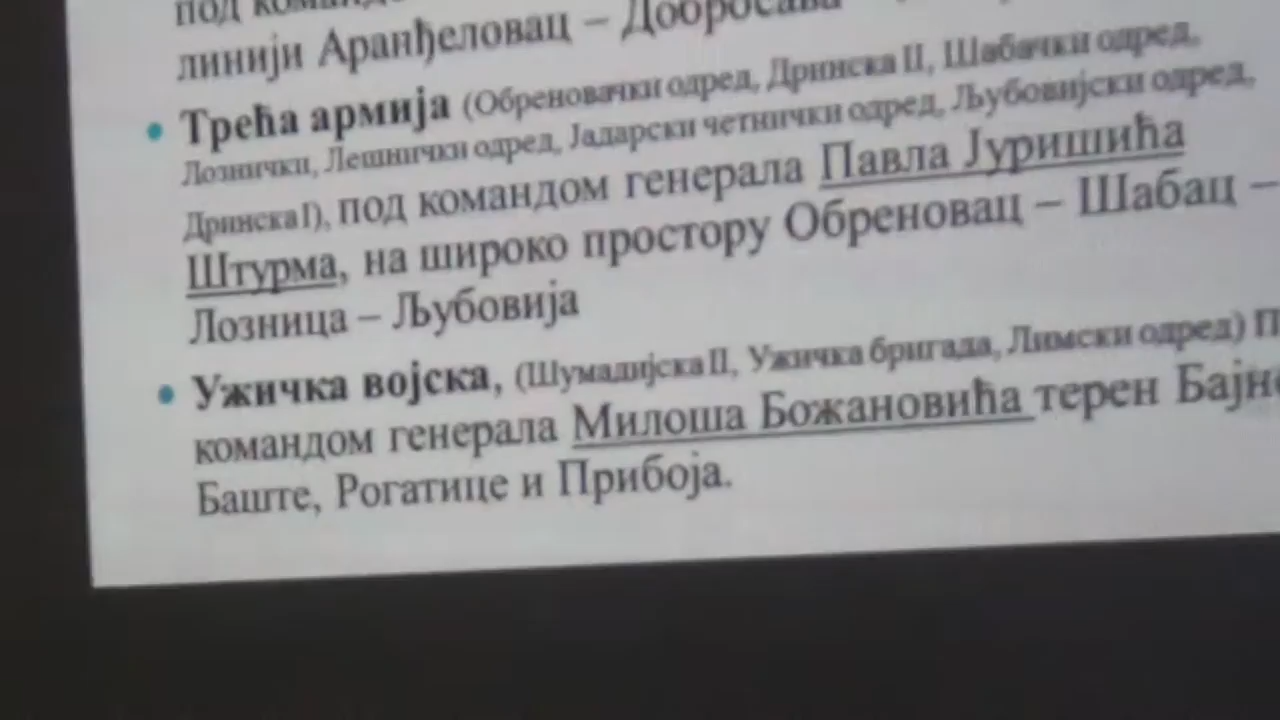 под
линији Аранђеловац – Добросава
• Трећа армија (Обреновачки одред, Дринска II, Шабачки одред,
Лознички, Лешнички одред, Јадарски четнички одред, Љубовијски одред,
Дринска I), под командом генерала Павла Јуришића
Штурма, на широко простору Обреновац – Шабац –
Лозница – Љубовија
• Ужичка војска, (Шумадијска II, Ужичка бригада, Лимски одред)
командом генерала Милоша Божановића терен
Баште, Рогатице и Прибоја.